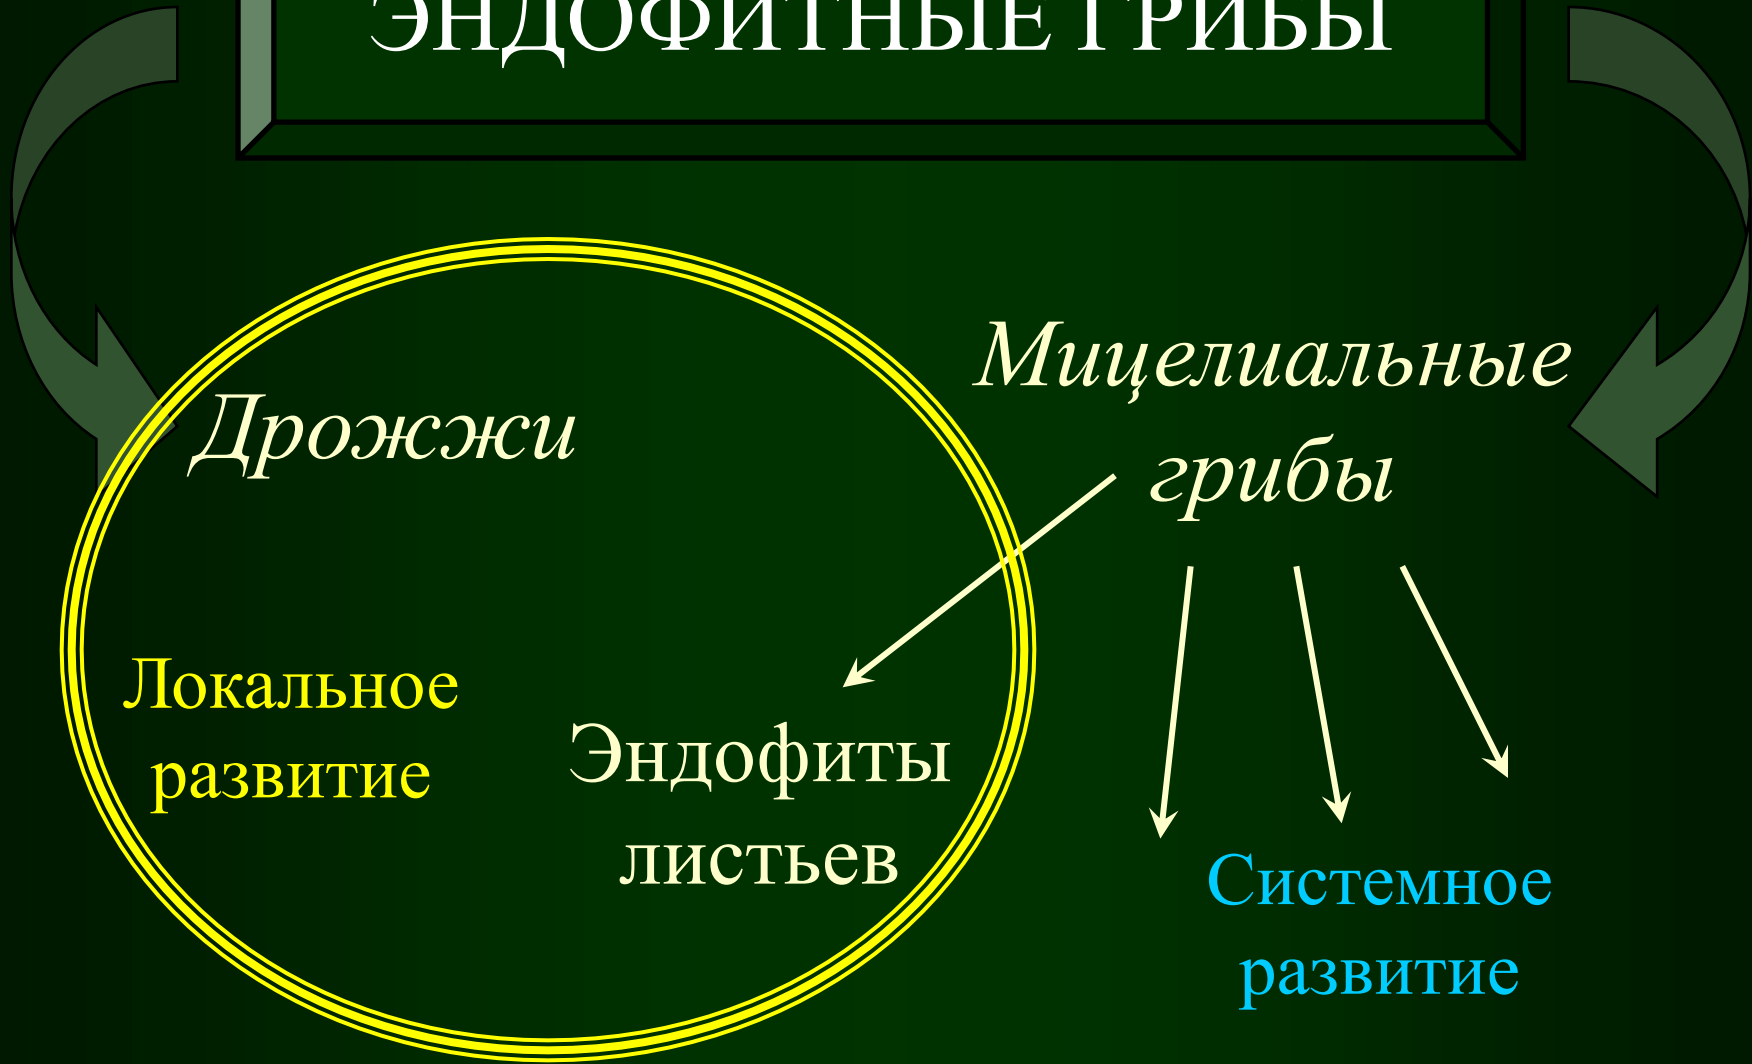 ЭНДОФИТНЫЕ ГРИБЫ
Дрожжи
Мицелиальные
грибы
Локальное
развитие
Эндофиты
листьев
Системное
развитие